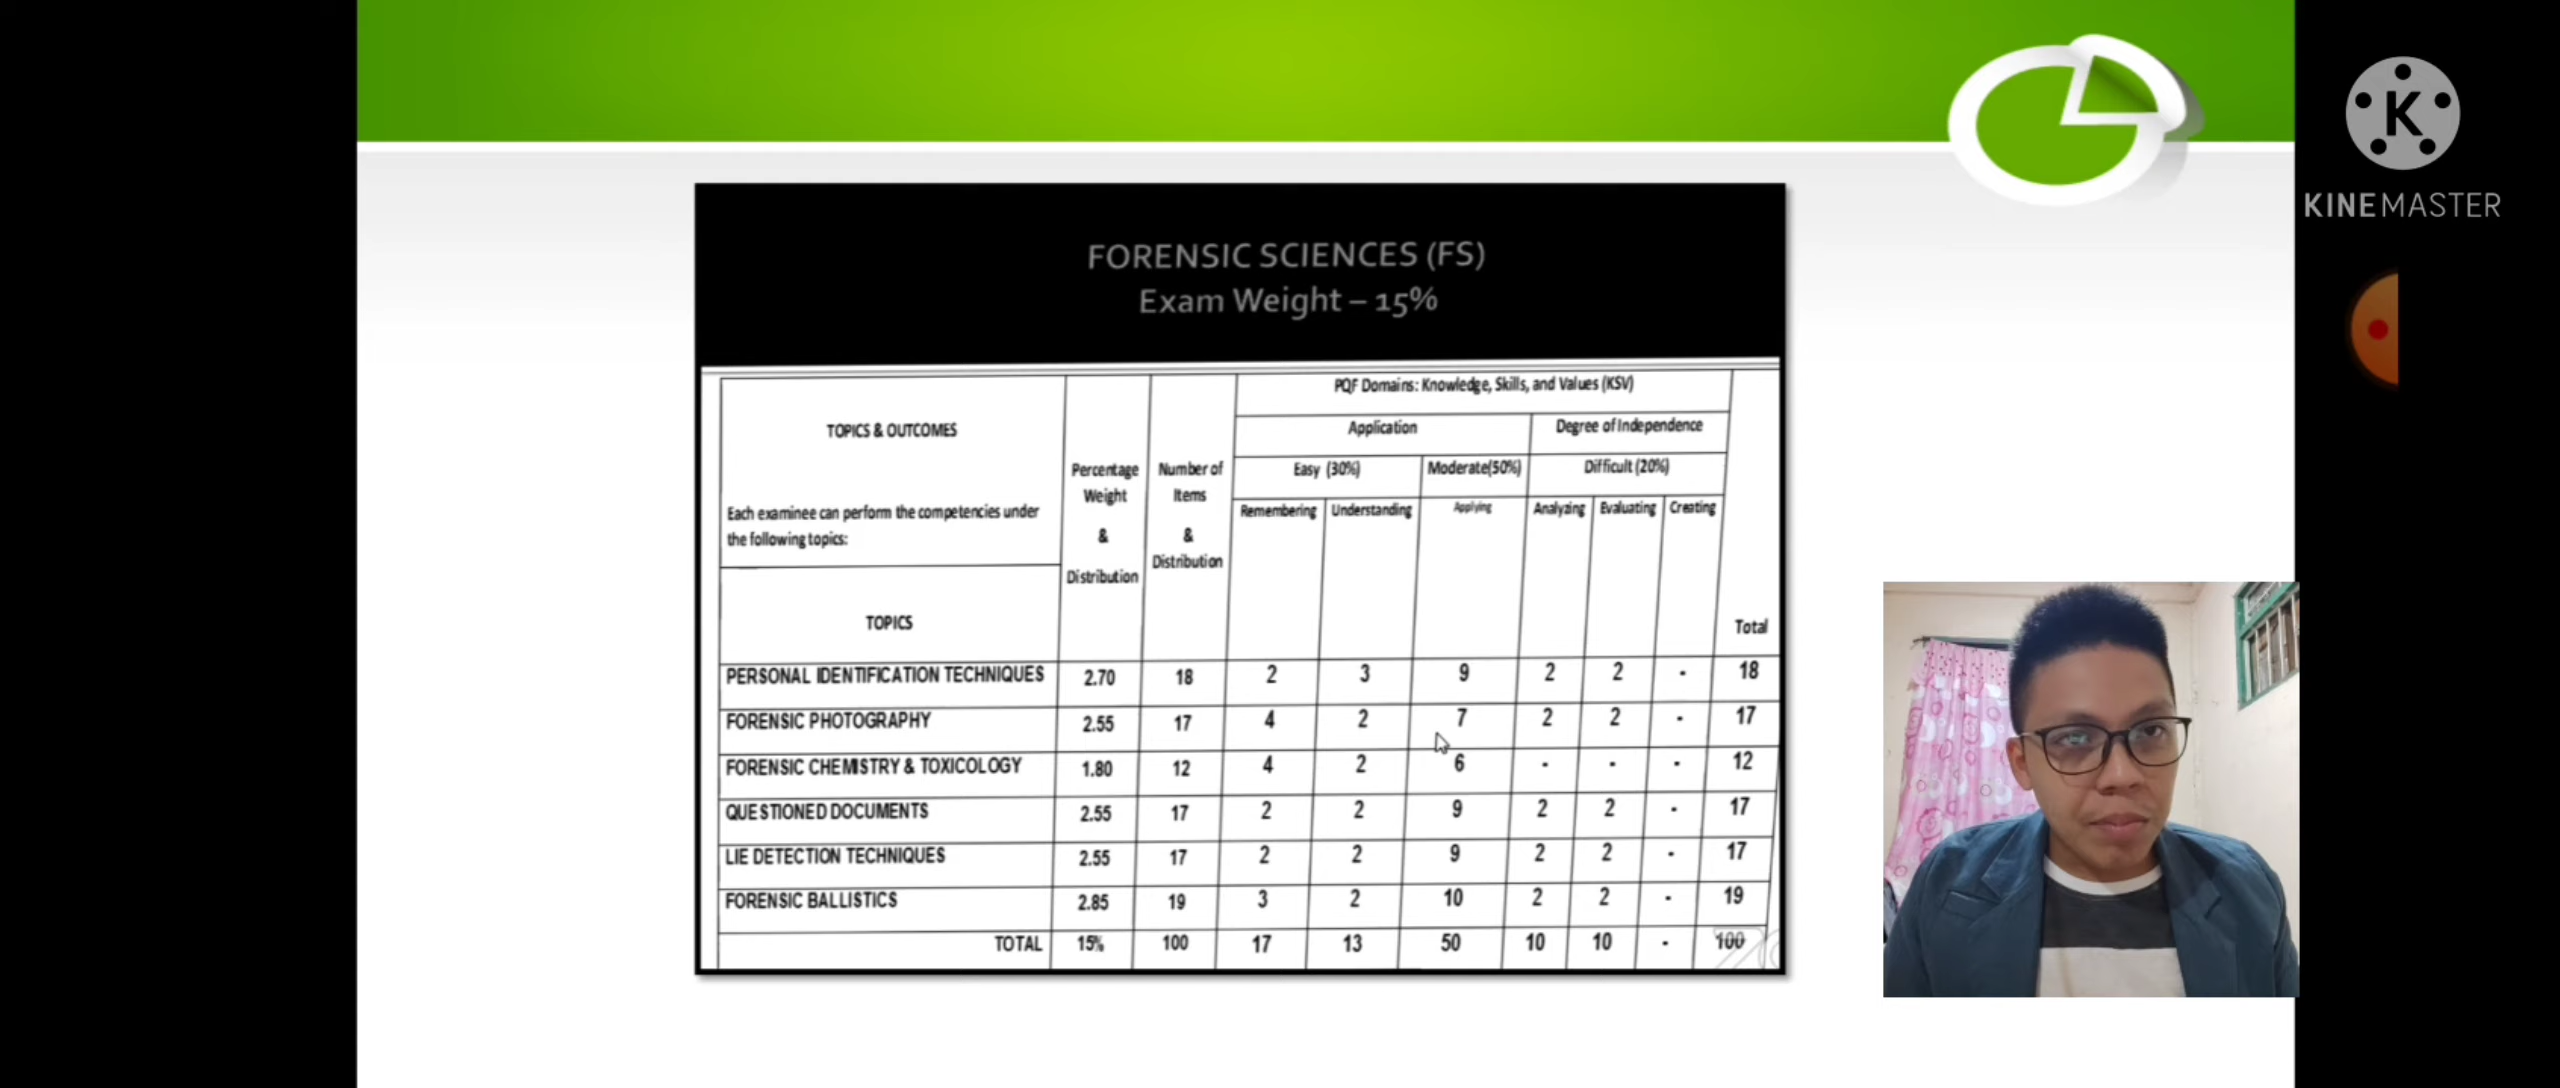 KINEMASTER
FORENSIC SCIENCES (FS)
Exam Weight – 15%
PQF Domains: Knowledge, Skills, and Values (KSV)
TOPICS & OUTCOMES
Application
Degree of Independence
Percentage Weight & Distribution
Number of Items & Distribution
Easy (30%)
Moderate(50%)
Difficult (20%)
Each examinee can perform the competencies under
the following topics:
Remembering
Understanding
Applying
Analyzing
Evaluating
Creating
TOPICS
Total
PERSONAL IDENTIFICATION TECHNIQUES 2.70 18 2 3 9 2 2 - 18
FORENSIC PHOTOGRAPHY 2.55 17 4 2 7 2 2 - 17
FORENSIC CHEMISTRY & TOXICOLOGY 1.80 12 4 2 6 - - - 12
QUESTIONED DOCUMENTS 2.55 17 2 2 9 2 2 - 17
LIE DETECTION TECHNIQUES 2.55 17 2 2 9 2 2 - 17
FORENSIC BALLISTICS 2.85 19 3 2 10 2 2 - 19
TOTAL 15% 100 17 13 50 10 10 - 100